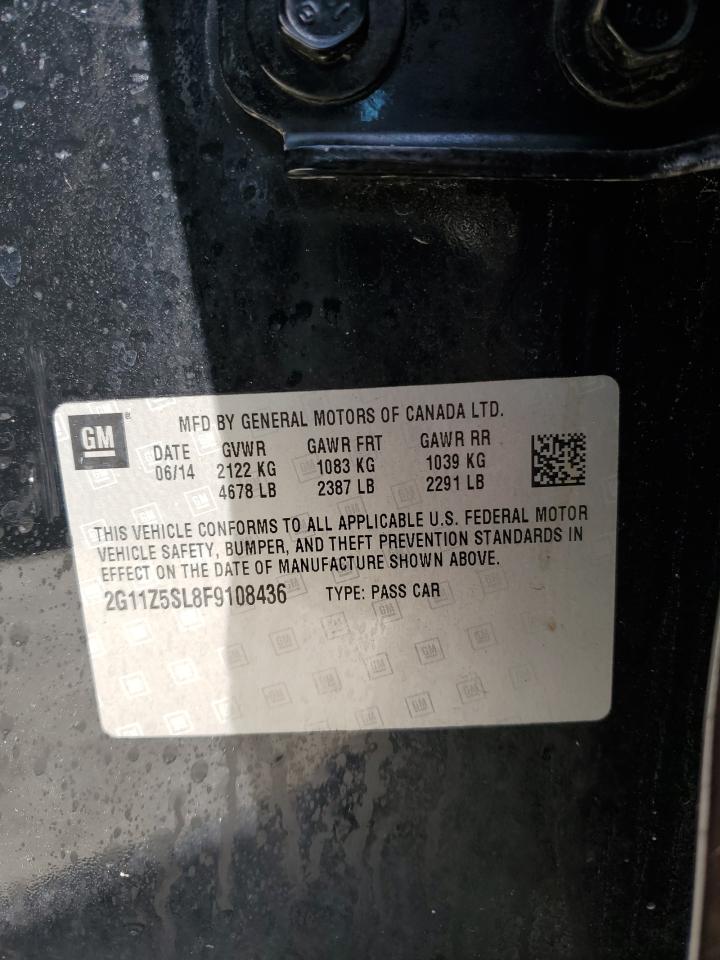 GM
®
MFD BY GENERAL MOTORS OF CANADA LTD.
DATE GVWR GAWR FRT GAWR RR
06/14 2122 KG 1083 KG 1039 KG
4678 LB 2387 LB 2291 LB
THIS VEHICLE CONFORMS TO ALL APPLICABLE U.S. FEDERAL MOTOR
VEHICLE SAFETY, BUMPER, AND THEFT PREVENTION STANDARDS IN
EFFECT ON THE DATE OF MANUFACTURE SHOWN ABOVE.
2G11Z5SL8F9108436 TYPE: PASS CAR